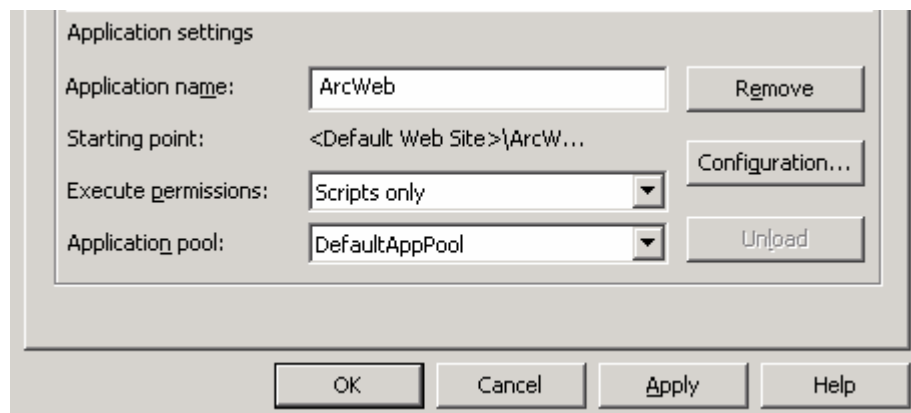 Application settings
Application name: ArcWeb Remove
Starting point: <Default Web Site>\ArcW...
Configuration...
Execute permissions: Scripts only
Application pool: DefaultAppPool Unload
OK Cancel Apply Help